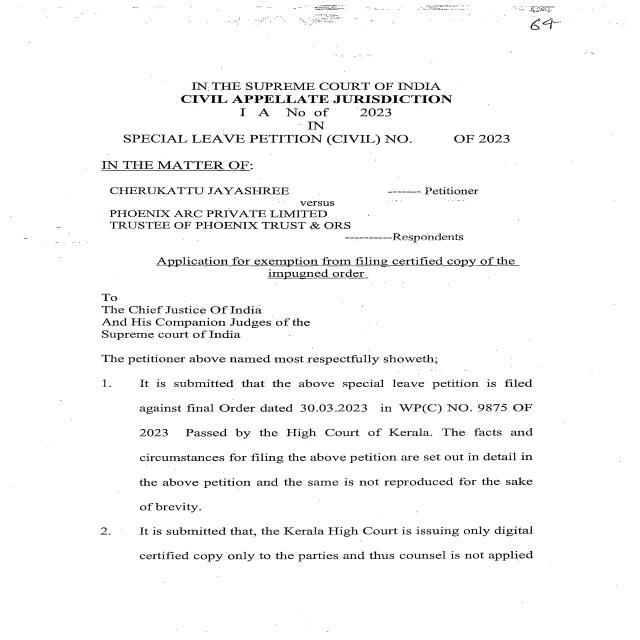 64
IN THE SUPREME COURT OF INDIA
CIVIL APPELLATE JURISDICTION
I A No of 2023
IN
SPECIAL LEAVE PETITION (CIVIL) NO. OF 2023
IN THE MATTER OF:
CHERUKATTU JAYASHREE ------- Petitioner
versus
PHOENIX ARC PRIVATE LIMITED
TRUSTEE OF PHOENIX TRUST & ORS
----------Respondents
Application for exemption from filing certified copy of the
impugned order
To
The Chief Justice Of India
And His Companion Judges of the
Supreme court of India
The petitioner above named most respectfully showeth;
1. It is submitted that the above special leave petition is filed
against final Order dated 30.03.2023 in WP(C) NO. 9875 OF
2023 Passed by the High Court of Kerala. The facts and
circumstances for filing the above petition are set out in detail in
the above petition and the same is not reproduced for the sake
of brevity.
2. It is submitted that, the Kerala High Court is issuing only digital
certified copy only to the parties and thus counsel is not applied